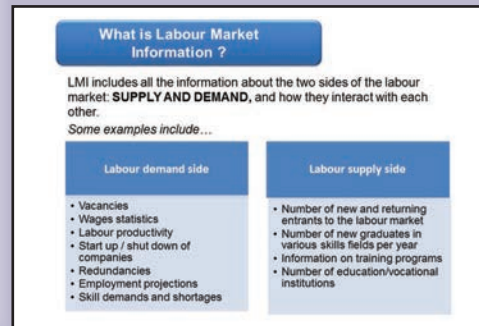 What is Labour Market
Information ?
LMI includes all the information about the two sides of the labour
market: SUPPLY AND DEMAND, and how they interact with each
other.
Some examples include…
Labour demand side
• Vacancies
• Wages statistics
• Labour productivity
• Start up / shut down of
companies
• Redundancies
• Employment projections
• Skill demands and shortages
Labour supply side
• Number of new and returning
entrants to the labour market
• Number of new graduates in
various skills fields per year
• Information on training programs
• Number of education/vocational
institutions